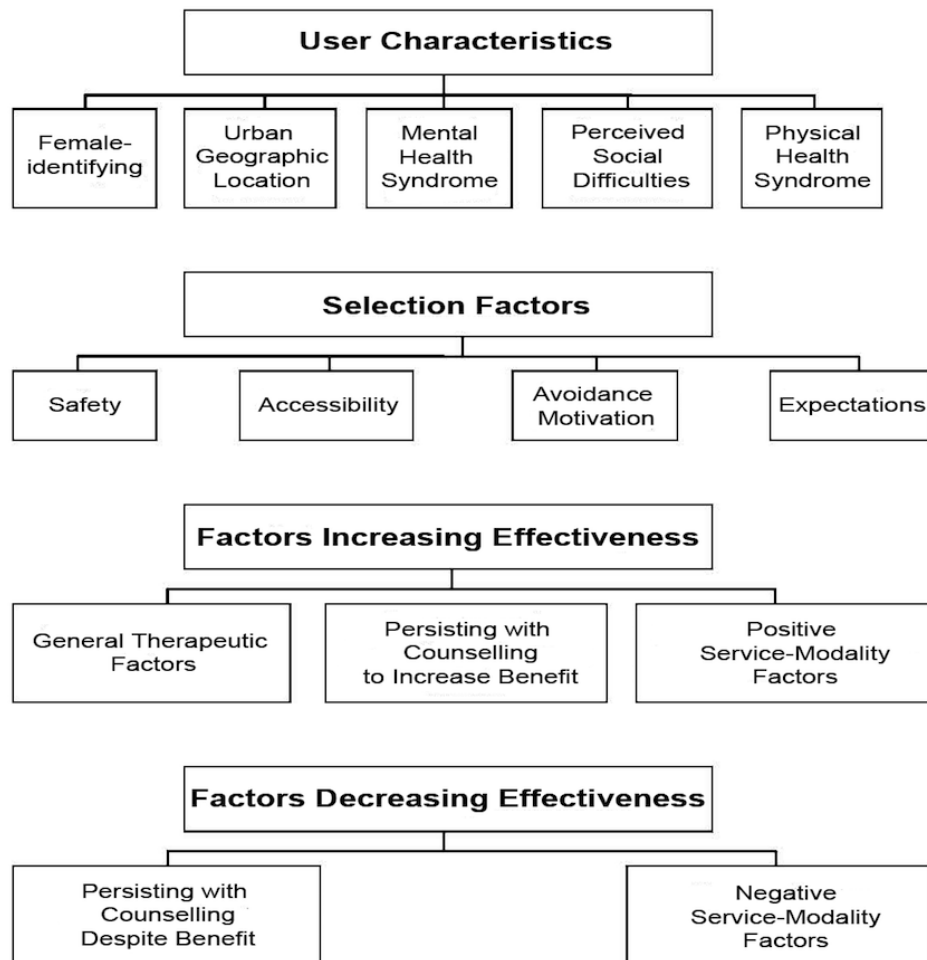 User Characteristics
Female-
identifying
Urban
Geographic
Location
Mental
Health
Syndrome
Perceived
Social
Difficulties
Physical
Health
Syndrome
Selection Factors
Safety
Accessibility
Avoidance
Motivation
Expectations
Factors Increasing Effectiveness
General Therapeutic
Factors
Persisting with
Counselling
to Increase Benefit
Positive
Service-Modality
Factors
Factors Decreasing Effectiveness
Persisting with
Counselling
Despite Benefit
Negative
Service-Modality
Factors